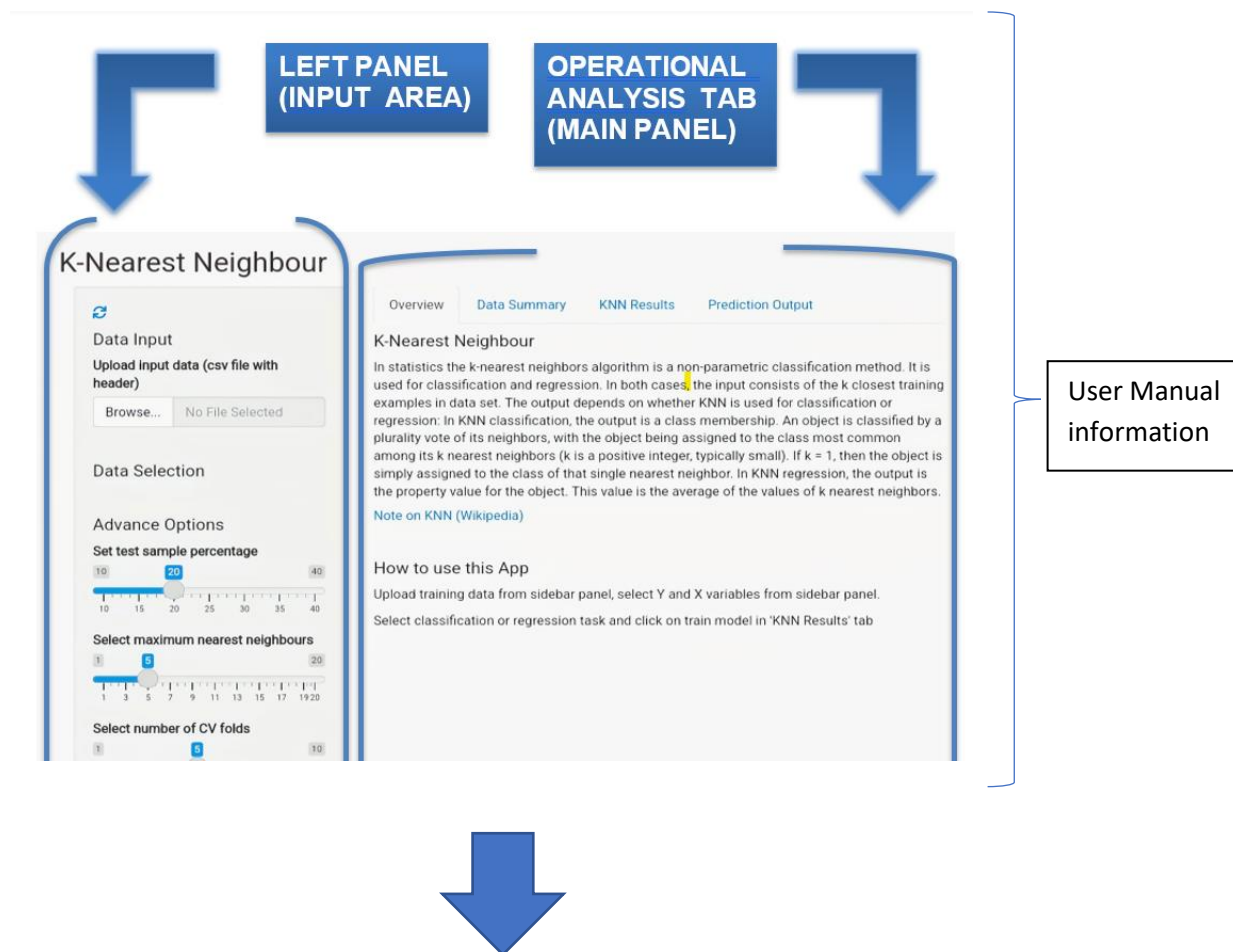 LEFT PANEL
(INPUT AREA)
OPERATIONAL
ANALYSIS TAB
(MAIN PANEL)
K-Nearest Neighbour
Data Input
Upload input data (csv file with
header)
Browse... No File Selected
Data Selection
Advance Options
Set test sample percentage
10 20 40
10 15 20 25 30 35 40
Select maximum nearest neighbours
1 5 20
1 3 5 7 9 11 13 15 17 19 20
Select number of CV folds
1 5 10
Overview Data Summary KNN Results Prediction Output
K-Nearest Neighbour
In statistics the k-nearest neighbors algorithm is a non-parametric classification method. It is
used for classification and regression. In both cases, the input consists of the k closest training
examples in data set. The output depends on whether KNN is used for classification or
regression: In KNN classification, the output is a class membership. An object is classified by a
plurality vote of its neighbors, with the object being assigned to the class most common
among its k nearest neighbors (k is a positive integer, typically small). If k = 1, then the object is
simply assigned to the class of that single nearest neighbor. In KNN regression, the output is
the property value for the object. This value is the average of the values of k nearest neighbors.
Note on KNN (Wikipedia)
How to use this App
Upload training data from sidebar panel, select Y and X variables from sidebar panel.
Select classification or regression task and click on train model in 'KNN Results' tab
User Manual
information